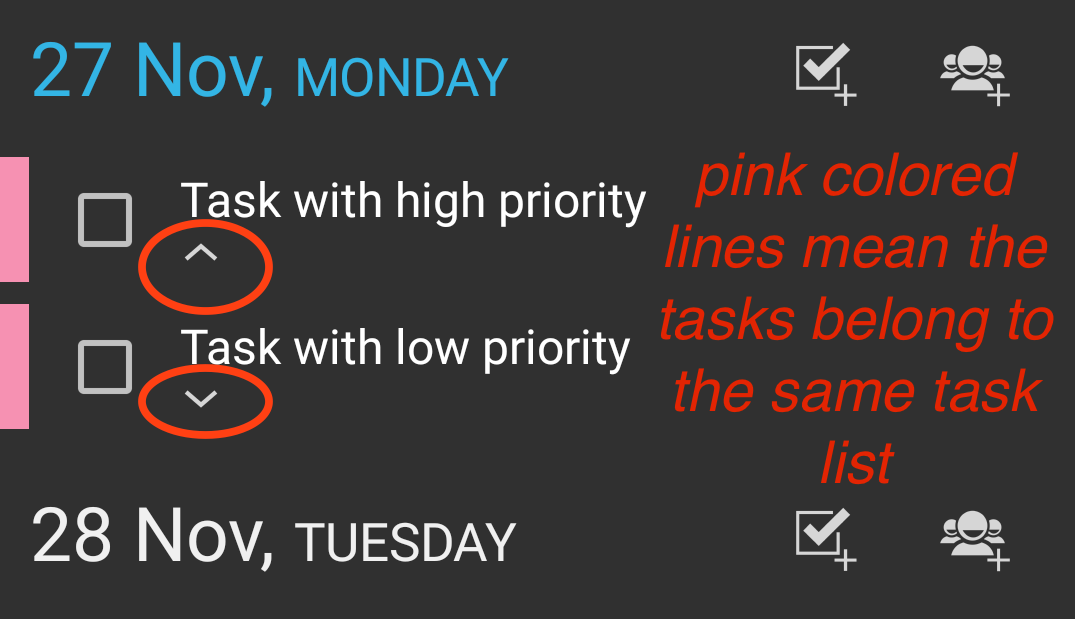 27 Nov, MONDAY
Task with high priority
Task with low priority
pink colored
lines mean the
tasks belong to
the same task
list
28 Nov, TUESDAY